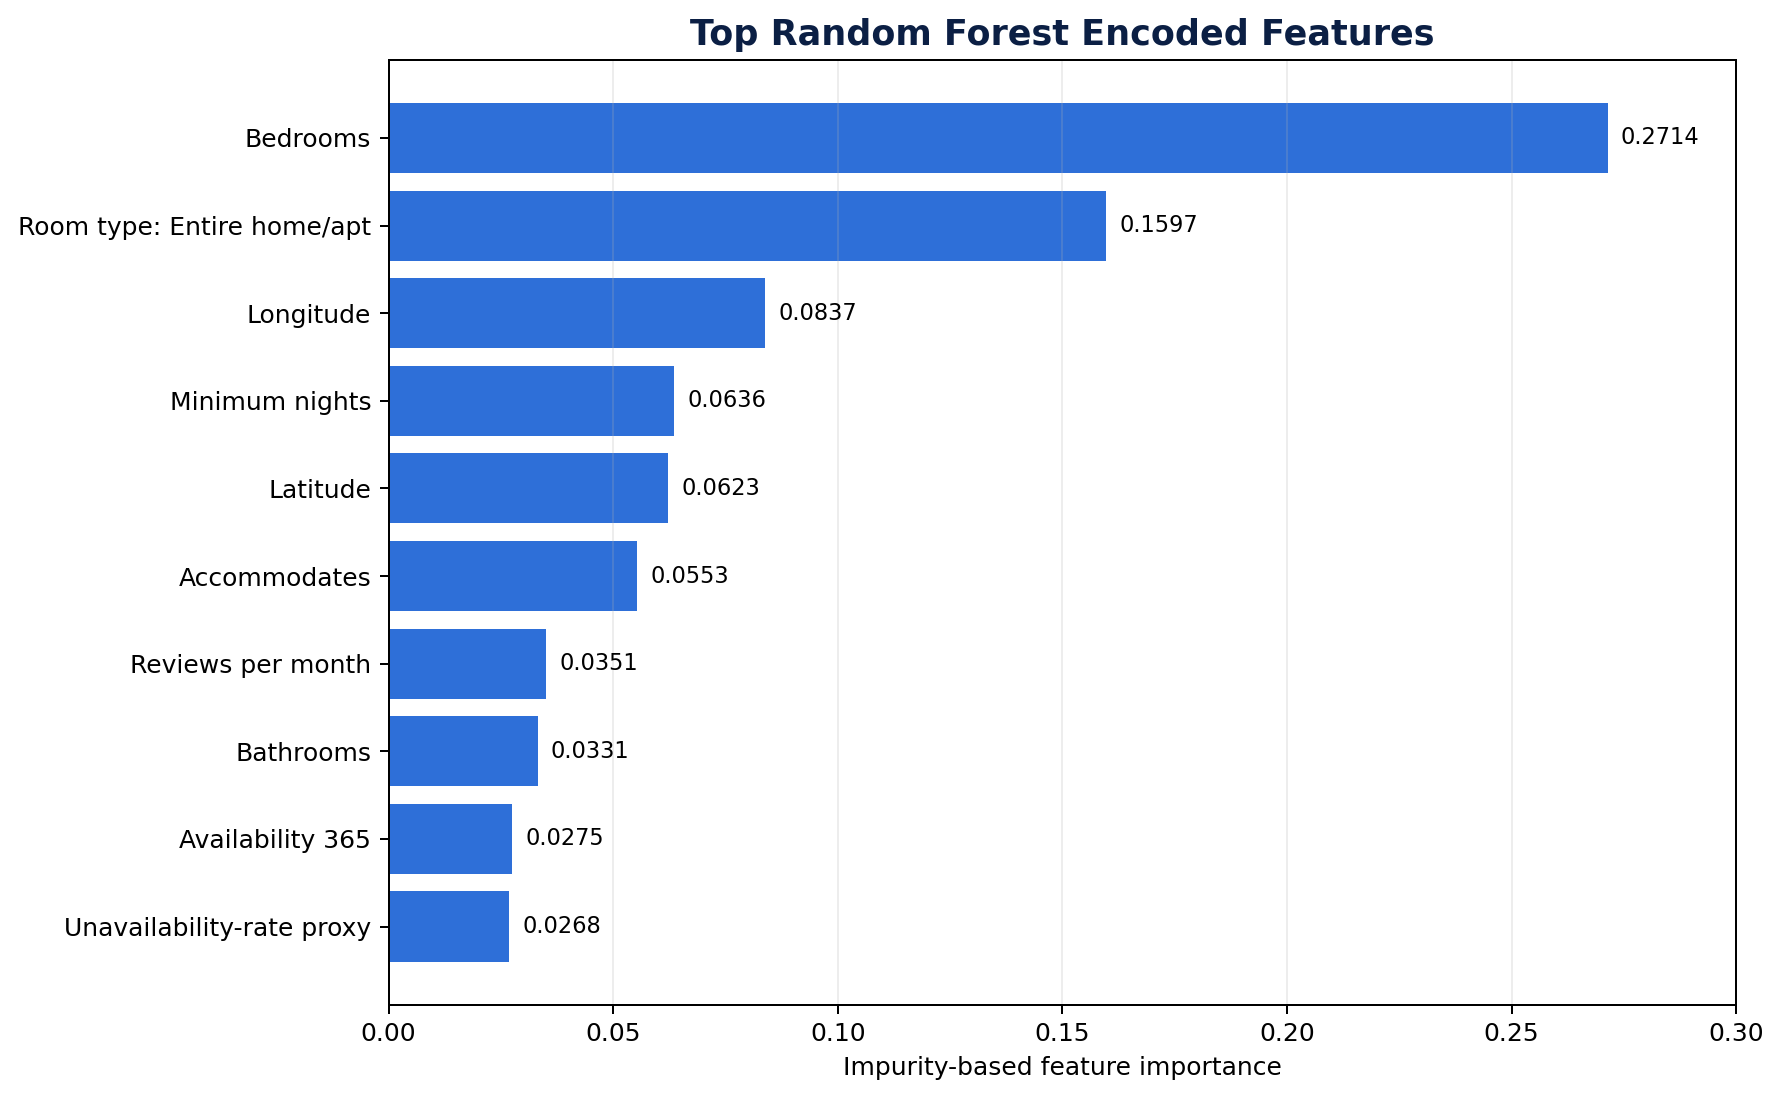 Top Random Forest Encoded Features
Bedrooms 0.2714
Room type: Entire home/apt 0.1597
Longitude 0.0837
Minimum nights 0.0636
Latitude 0.0623
Accommodates 0.0553
Reviews per month 0.0351
Bathrooms 0.0331
Availability 365 0.0275
Unavailability-rate proxy 0.0268
0.00 0.05 0.10 0.15 0.20 0.25 0.30
Impurity-based feature importance